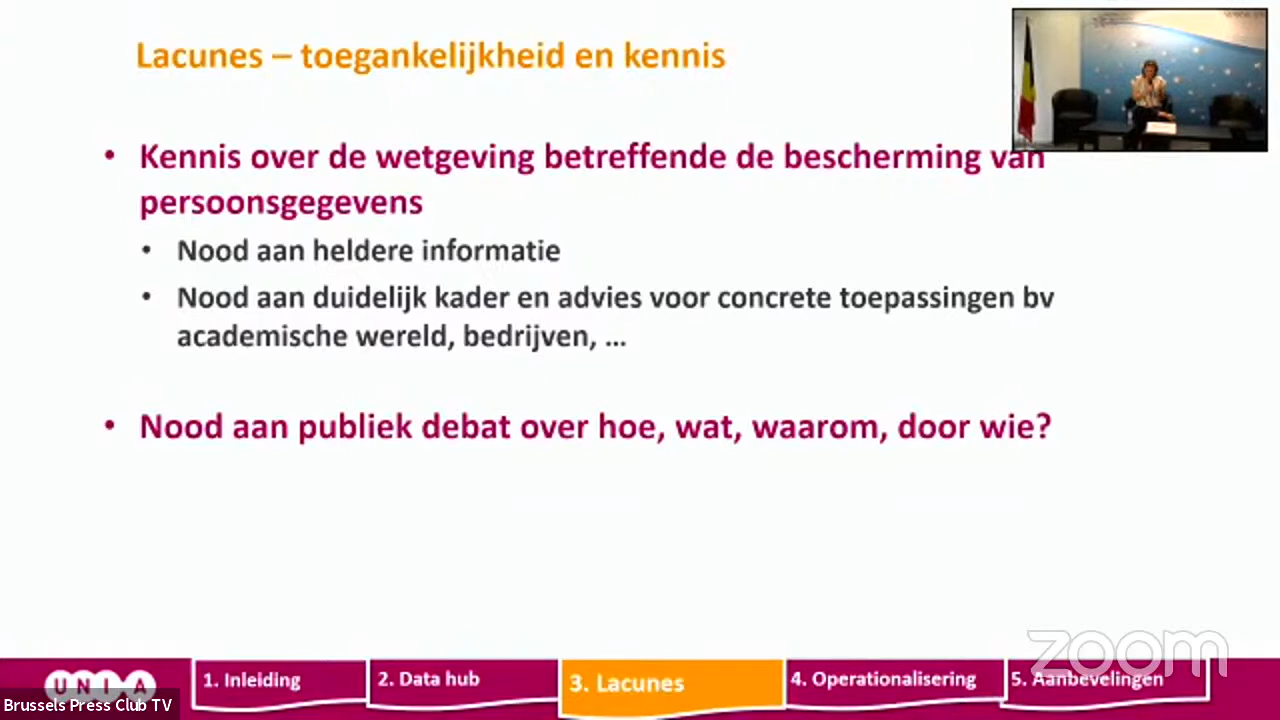 Lacunes – toegankelijkheid en kennis
• Kennis over de wetgeving betreffende de bescherming van
persoonsgegevens
• Nood aan heldere informatie
• Nood aan duidelijk kader en advies voor concrete toepassingen bv
academische wereld, bedrijven, ...
• Nood aan publiek debat over hoe, wat, waarom, door wie?
zoom
UNIA
1. Inleiding
2. Data hub
3. Lacunes
4. Operationalisering
5. Aanbevelingen
Brussels Press Club TV